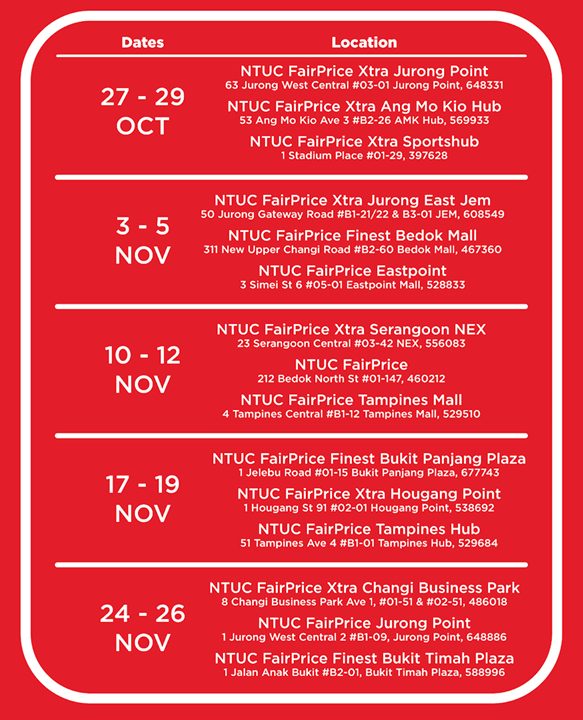 Dates
Location
27 - 29
OCT
NTUC FairPrice Xtra Jurong Point
63 Jurong West Central #03-01 Jurong Point, 648331
NTUC FairPrice Xtra Ang Mo Kio Hub
53 Ang Mo Kio Ave 3 #B2-26 AMK Hub, 569933
NTUC FairPrice Xtra Sportshub
1 Stadium Place #01-29, 397628
3 - 5
NOV
NTUC FairPrice Xtra Jurong East Jem
50 Jurong Gateway Road #B1-21/22 & B3-01 JEM, 608549
NTUC FairPrice Finest Bedok Mall
311 New Upper Changi Road #B2-60 Bedok Mall, 467360
NTUC FairPrice Eastpoint
3 Simei St 6 #05-01 Eastpoint Mall, 528833
10 - 12
NOV
NTUC FairPrice Xtra Serangoon NEX
23 Serangoon Central #03-42 NEX, 556083
NTUC FairPrice
212 Bedok North St #01-147, 460212
NTUC FairPrice Tampines Mall
4 Tampines Central #B1-12 Tampines Mall, 529510
17 - 19
NOV
NTUC FairPrice Finest Bukit Panjang Plaza
1 Jelebu Road #01-15 Bukit Panjang Plaza, 677743
NTUC FairPrice Xtra Hougang Point
1 Hougang St 91 #02-01 Hougang Point, 538692
NTUC FairPrice Tampines Hub
51 Tampines Ave 4 #B1-01 Tampines Hub, 529684
24 - 26
NOV
NTUC FairPrice Xtra Changi Business Park
8 Changi Business Park Ave 1, #01-51 & #02-51, 486018
NTUC FairPrice Jurong Point
1 Jurong West Central 2 #B1-09, Jurong Point, 648886
NTUC FairPrice Finest Bukit Timah Plaza
1 Jalan Anak Bukit #B2-01, Bukit Timah Plaza, 588996